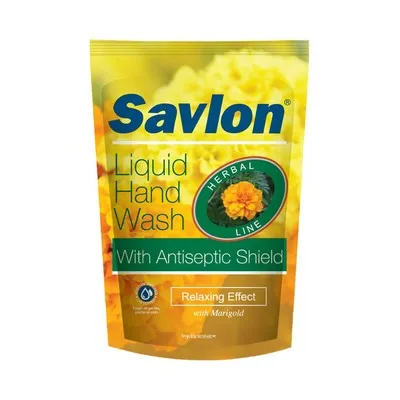 Savlon®
Liquid
Hand
Wash
HERBAL
LINE
With Antiseptic Shield
Relaxing Effect
with Marigold